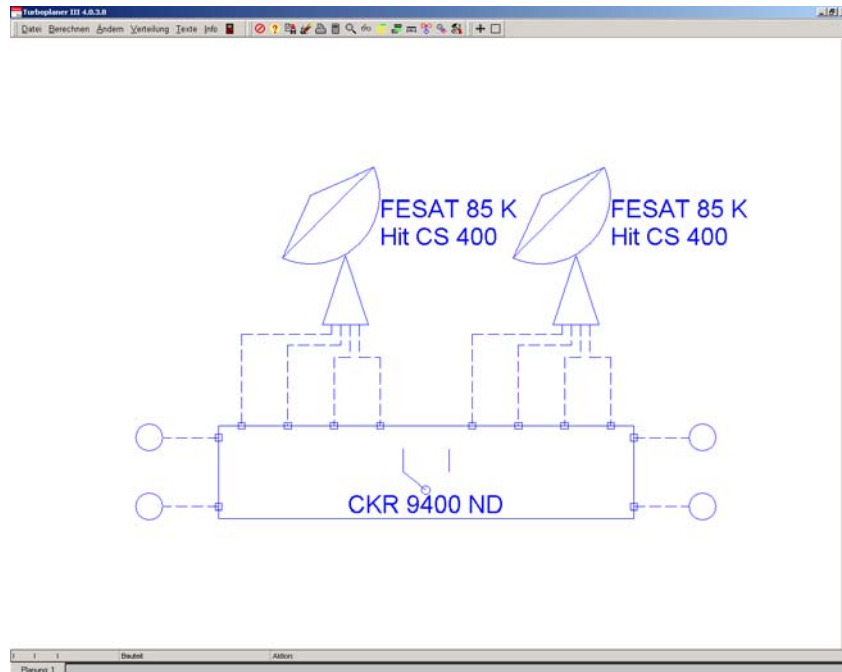 Turboplaner III 4.0.3.0
Datei Berechnen Ändern Verteilung Texte Info
FESAT 85 K
Hit CS 400
FESAT 85 K
Hit CS 400
CKR 9400 ND
Bauteil Aktion:
Planung 1